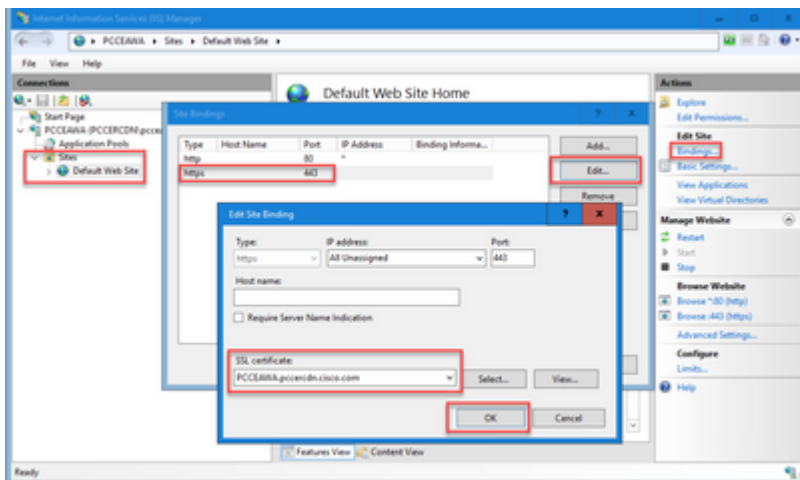 Internet Information Services (IIS) Manager
PCCEAWA Sites Default Web Site
File View Help
Connections
Start Page
PCCEAWA (PCCERCDN\pcce
Application Pools
Sites
Default Web Site
Default Web Site Home
Site Bindings
Type Host Name Port IP Address Binding Informa...
http 80 *
https 443
Add...
Edit...
Remove
Edit Site Binding
? X
Type: IP address: Port:
https All Unassigned 443
Host name:
Require Server Name Indication
SSL certificate:
PCCEAWA.pccercdn.cisco.com Select... View...
OK Cancel
Features View Content View
Ready
Actions
Explore
Edit Permissions...
Edit Site
Bindings...
Basic Settings...
View Applications
View Virtual Directories
Manage Website
Restart
Start
Stop
Browse Website
Browse *:80 (http)
Browse :443 (https)
Advanced Settings...
Configure
Limits...
Help